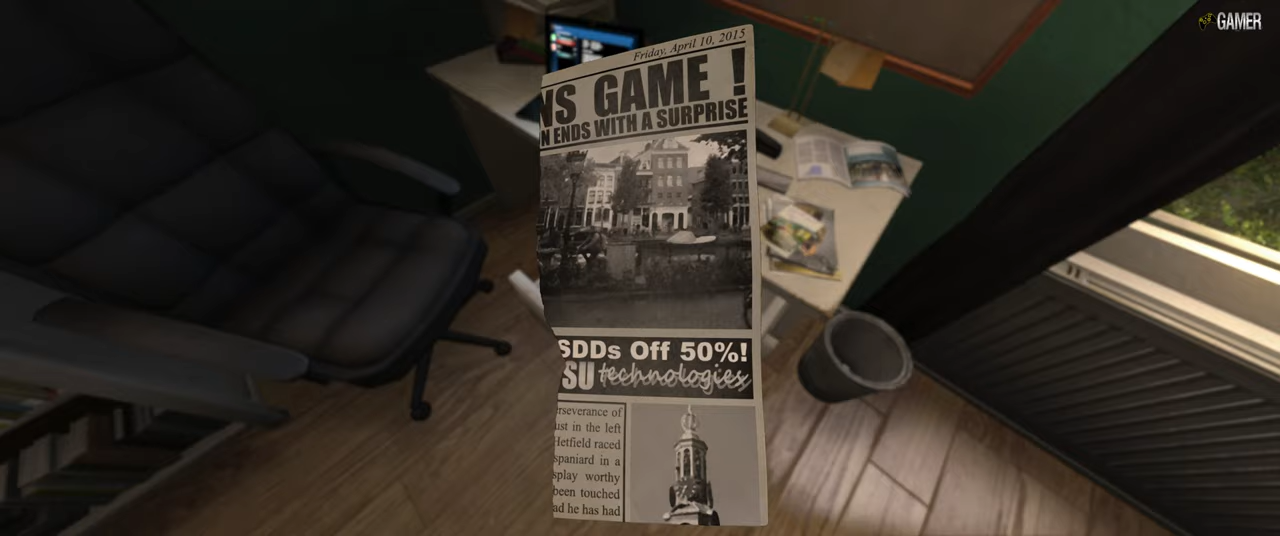 GAMER
Friday, April 10, 2015
NS GAME !
N ENDS WITH A SURPRISE
SDDs Off 50%!
SU technologies
rseverance of
ust in the left
Hetfield raced
spaniard in a
splay worthy
been touched
ad he has had